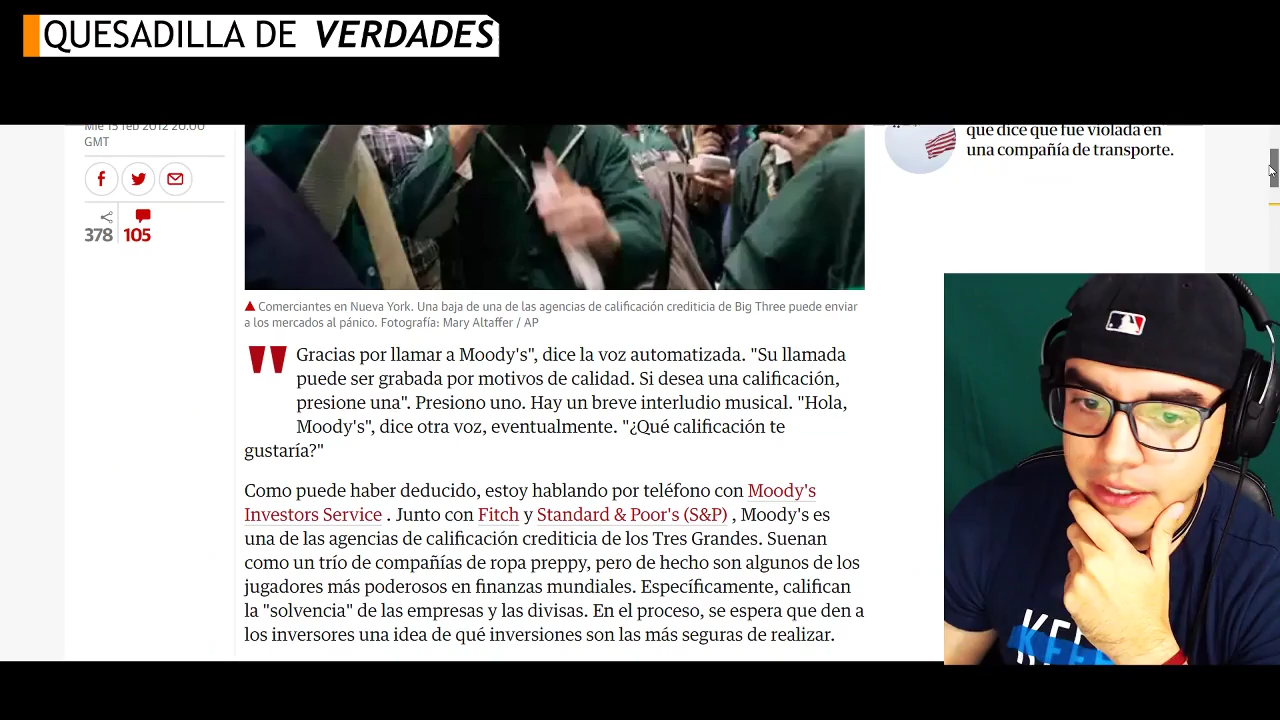 QUESADILLA DE VERDADES
Mié 15 feb 2012 20.00
GMT
378
105
que dice que fue violada en
una compañía de transporte.
Comerciantes en Nueva York. Una baja de una de las agencias de calificación crediticia de Big Three puede enviar
a los mercados al pánico. Fotografía: Mary Altaffer / AP
Gracias por llamar a Moody's", dice la voz automatizada. "Su llamada
puede ser grabada por motivos de calidad. Si desea una calificación,
presione una". Presiono uno. Hay un breve interludio musical. "Hola,
Moody's", dice otra voz, eventualmente. "¿Qué calificación te
gustaría?"
Como puede haber deducido, estoy hablando por teléfono con Moody's
Investors Service . Junto con Fitch y Standard & Poor's (S&P) , Moody's es
una de las agencias de calificación crediticia de los Tres Grandes. Suenan
como un trío de compañías de ropa preppy, pero de hecho son algunos de los
jugadores más poderosos en finanzas mundiales. Específicamente, califican
la "solvencia" de las empresas y las divisas. En el proceso, se espera que den a
los inversores una idea de qué inversiones son las más seguras de realizar.